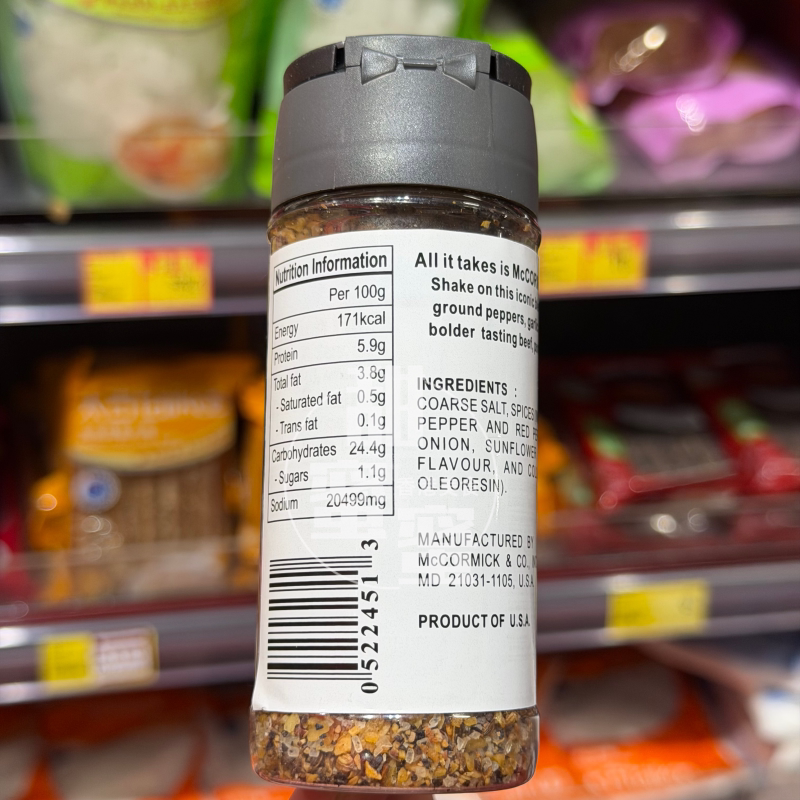 Nutrition Information
Per 100g
Energy 171kcal
Protein 5.9g
Total fat 3.8g
- Saturated fat 0.5g
- Trans fat 0.1g
Carbohydrates 24.4g
- Sugars 1.1g
Sodium 20499mg
0 522451 3
All it takes is McCOR
Shake on this iconic
ground peppers,
bolder tasting beef,
INGREDIENTS :
COARSE SALT, SPICES
PEPPER AND RED
ONION, SUNFLOWER
FLAVOUR, AND
OLEORESIN).
MANUFACTURED BY
McCORMICK & CO.,
MD 21031-1105, U.S.A.
PRODUCT OF U.S.A.